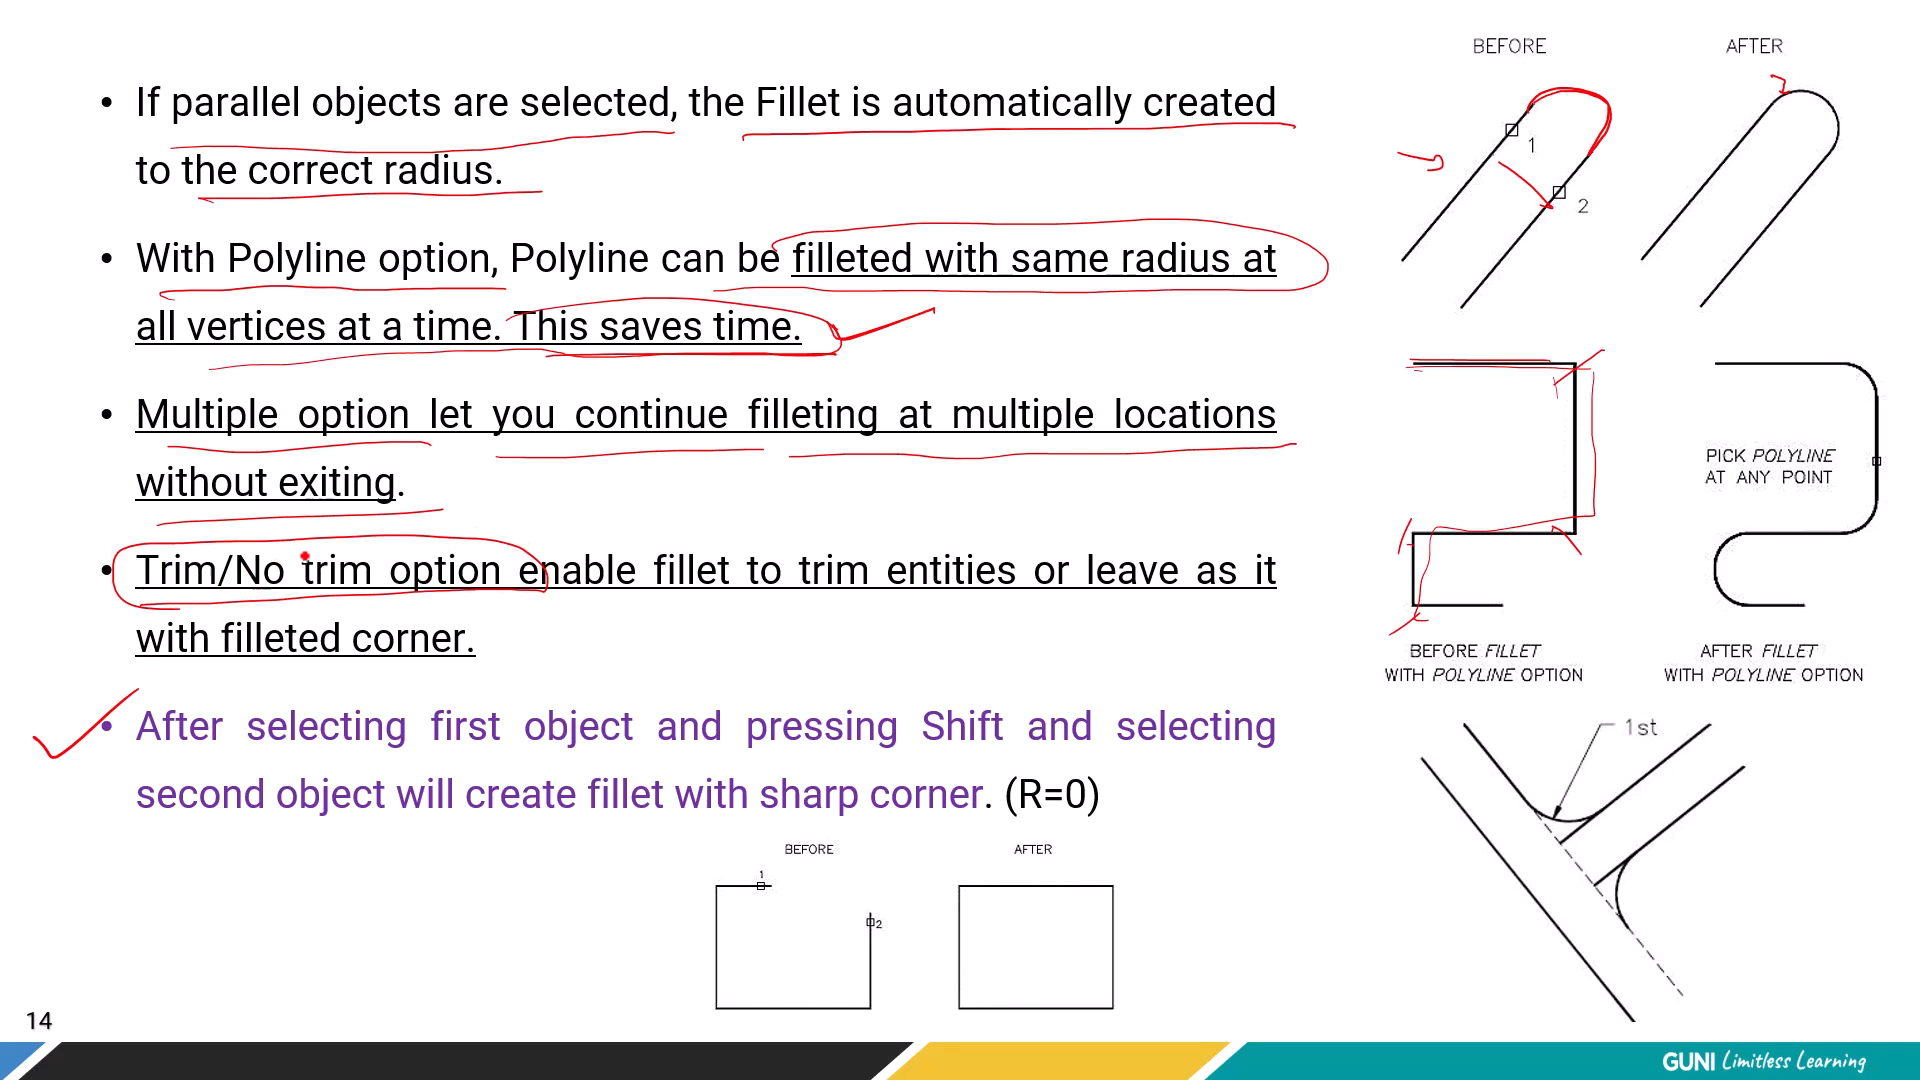 • If parallel objects are selected, the Fillet is automatically created
to the correct radius.
• With Polyline option, Polyline can be filleted with same radius at
all vertices at a time. This saves time.
• Multiple option let you continue filleting at multiple locations
without exiting.
• Trim/No trim option enable fillet to trim entities or leave as it
with filleted corner.
• After selecting first object and pressing Shift and selecting
second object will create fillet with sharp corner. (R=0)
BEFORE
AFTER
1
2
BEFORE
AFTER
1
2
PICK POLYLINE
AT ANY POINT
BEFORE FILLET
WITH POLYLINE OPTION
AFTER FILLET
WITH POLYLINE OPTION
1st
14
GUNI Limitless Learning